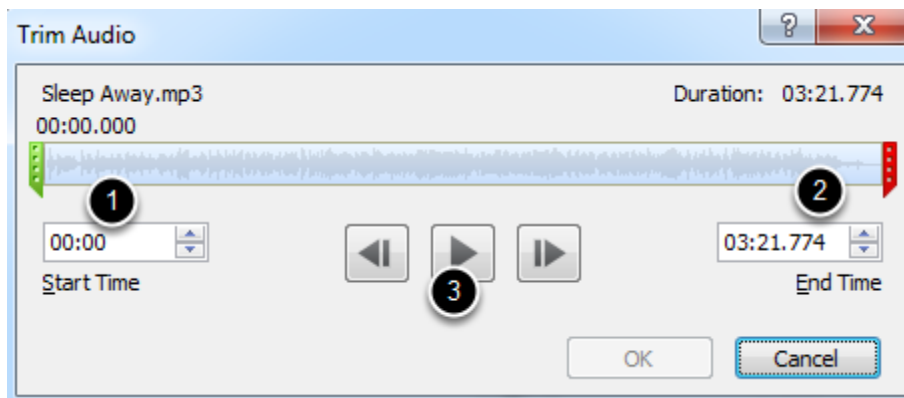 Trim Audio
?
Sleep Away.mp3
Duration: 03:21.774
00:00.000
1
2
00:00
03:21.774
3
Start Time
End Time
OK
Cancel